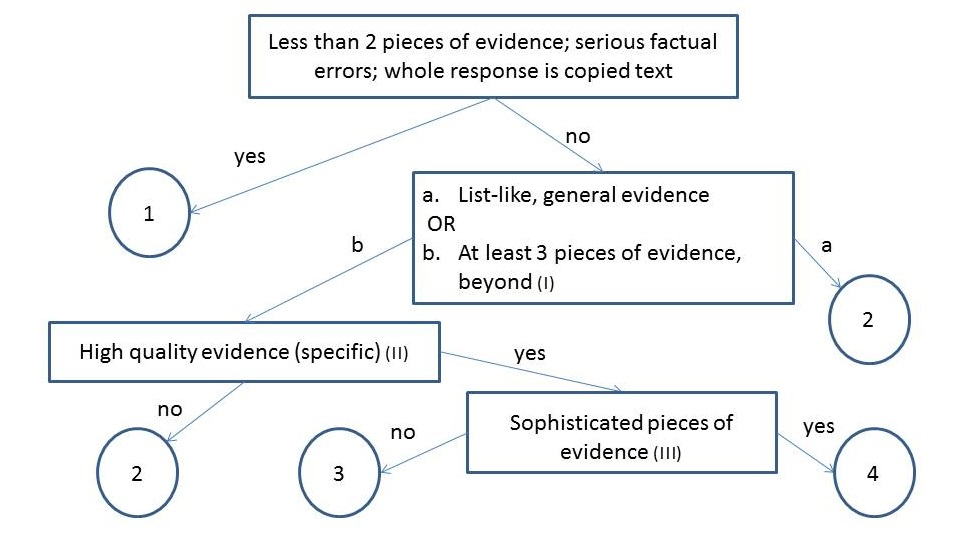 Less than 2 pieces of evidence; serious factual
errors; whole response is copied text
yes
no
1
a. List-like, general evidence
OR
b. At least 3 pieces of evidence,
beyond (I)
b
a
2
High quality evidence (specific) (II)
yes
no
Sophisticated pieces of
evidence (III)
no
yes
2
3
4